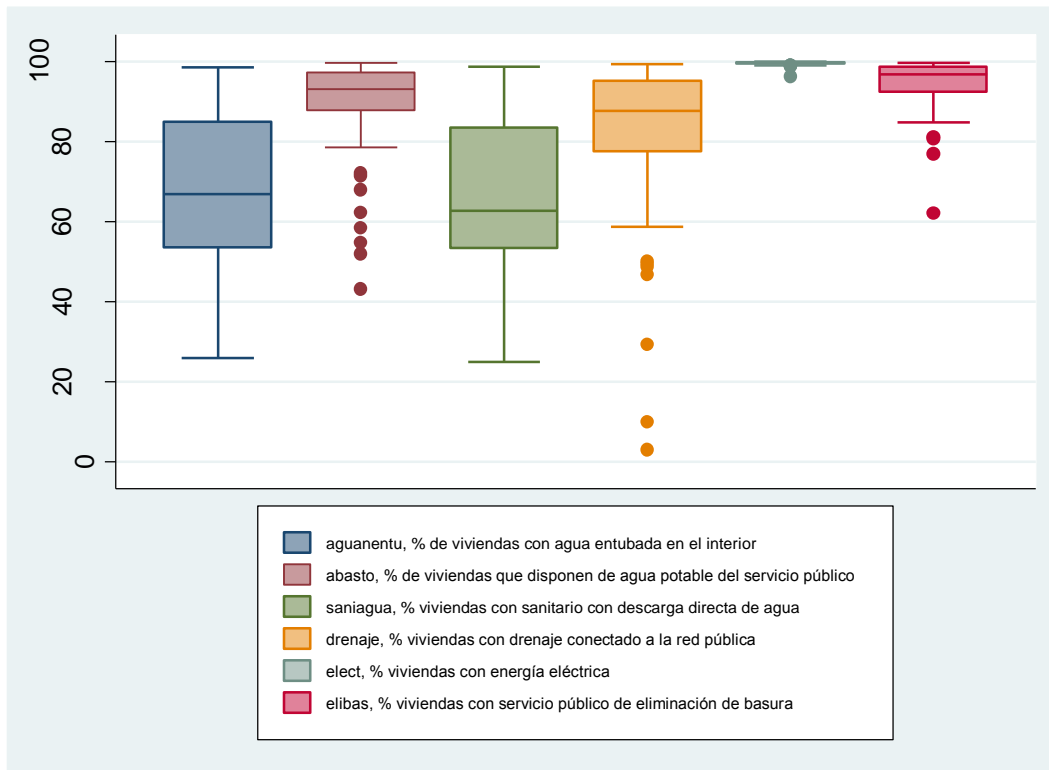 100
80
60
40
20
0
aguanentu, % de viviendas con agua entubada en el interior
abasto, % de viviendas que disponen de agua potable del servicio público
saniagua, % viviendas con sanitario con descarga directa de agua
drenaje, % viviendas con drenaje conectado a la red pública
elect, % viviendas con energía eléctrica
elibas, % viviendas con servicio público de eliminación de basura